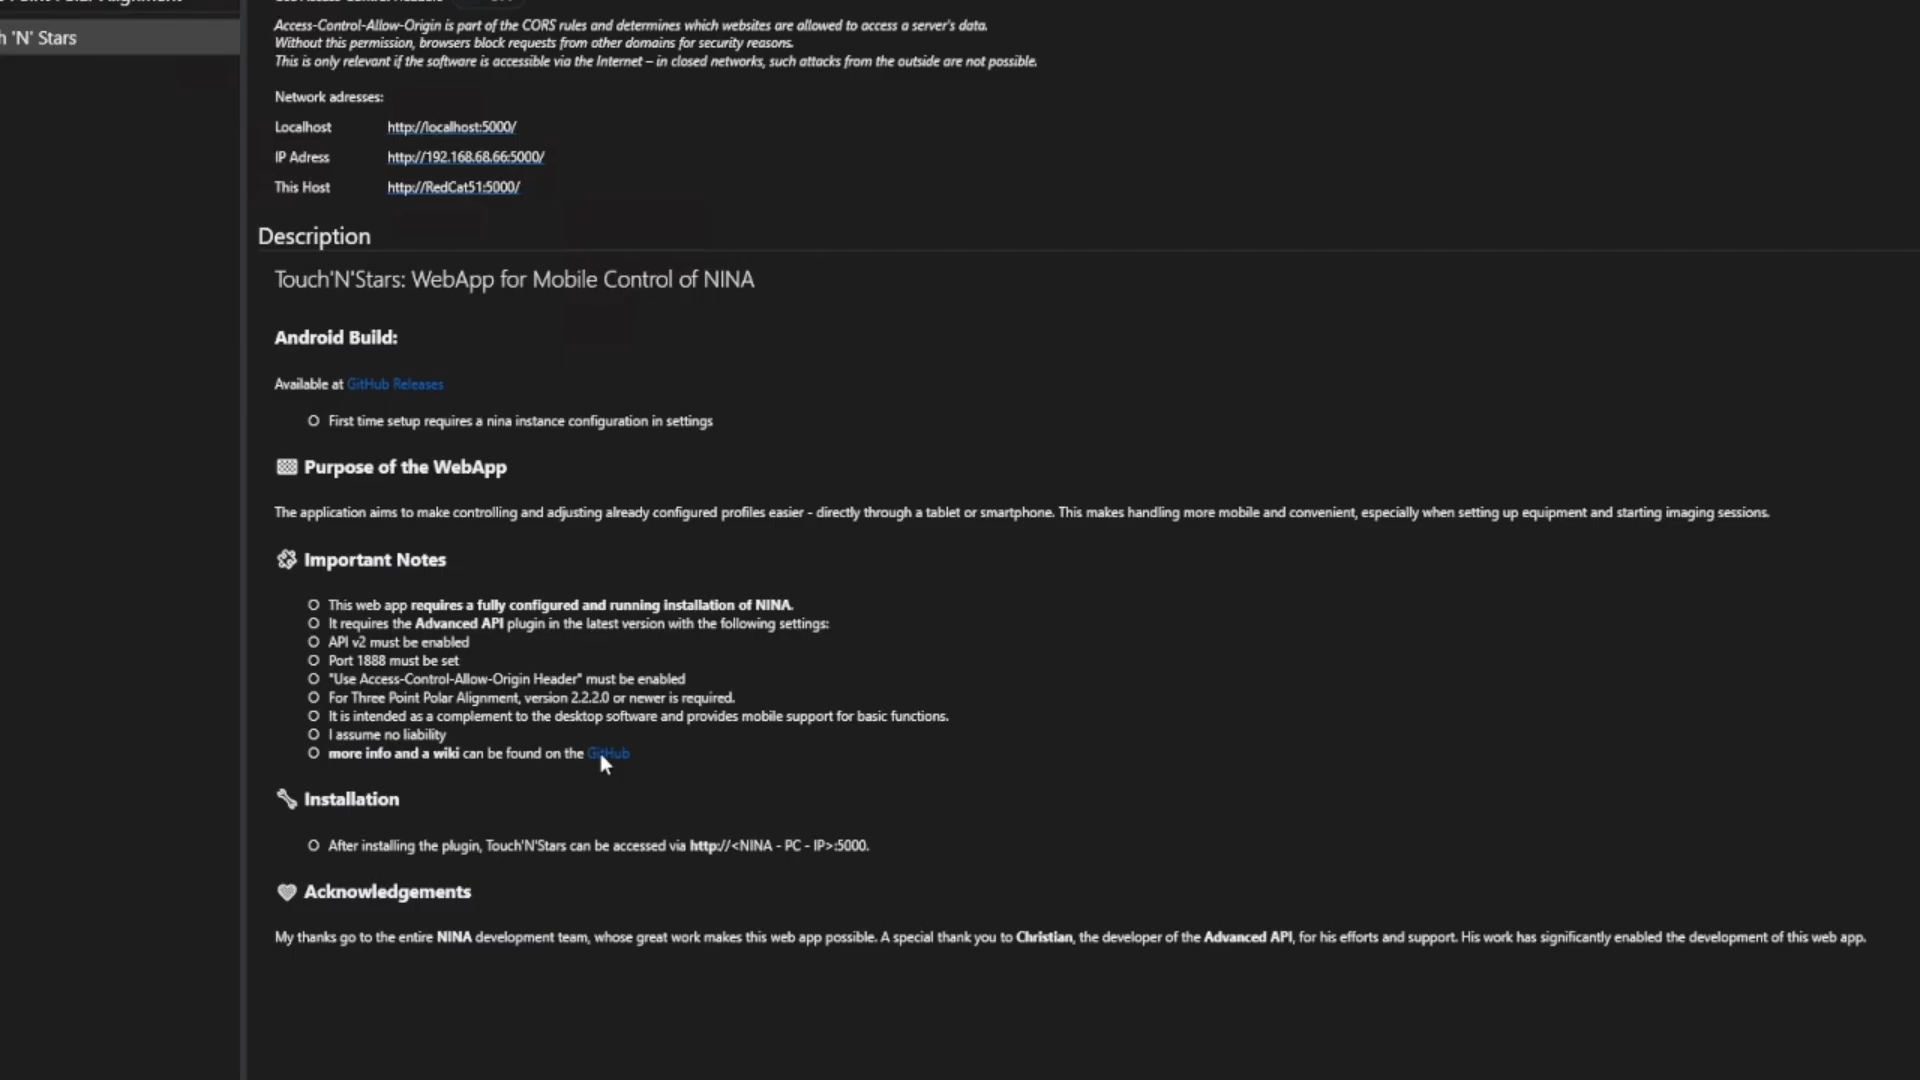 'N' Stars
Access-Control-Allow-Origin is part of the CORS rules and determines which websites are allowed to access a server's data.
Without this permission, browsers block requests from other domains for security reasons.
This is only relevant if the software is accessible via the Internet – in closed networks, such attacks from the outside are not possible.
Network adresses:
Localhost http://localhost:5000/
IP Adress http://192.168.68.66:5000/
This Host http://RedCat51:5000/
Description
Touch'N'Stars: WebApp for Mobile Control of NINA
Android Build:
Available at GitHub Releases
First time setup requires a nina instance configuration in settings
Purpose of the WebApp
The application aims to make controlling and adjusting already configured profiles easier - directly through a tablet or smartphone. This makes handling more mobile and convenient, especially when setting up equipment and starting imaging sessions.
Important Notes
This web app requires a fully configured and running installation of NINA.
It requires the Advanced API plugin in the latest version with the following settings:
API v2 must be enabled
Port 1888 must be set
"Use Access-Control-Allow-Origin Header" must be enabled
For Three Point Polar Alignment, version 2.2.2.0 or newer is required.
It is intended as a complement to the desktop software and provides mobile support for basic functions.
I assume no liability
more info and a wiki can be found on the GitHub
Installation
After installing the plugin, Touch'N'Stars can be accessed via http://<NINA - PC - IP>:5000.
Acknowledgements
My thanks go to the entire NINA development team, whose great work makes this web app possible. A special thank you to Christian, the developer of the Advanced API, for his efforts and support. His work has significantly enabled the development of this web app.